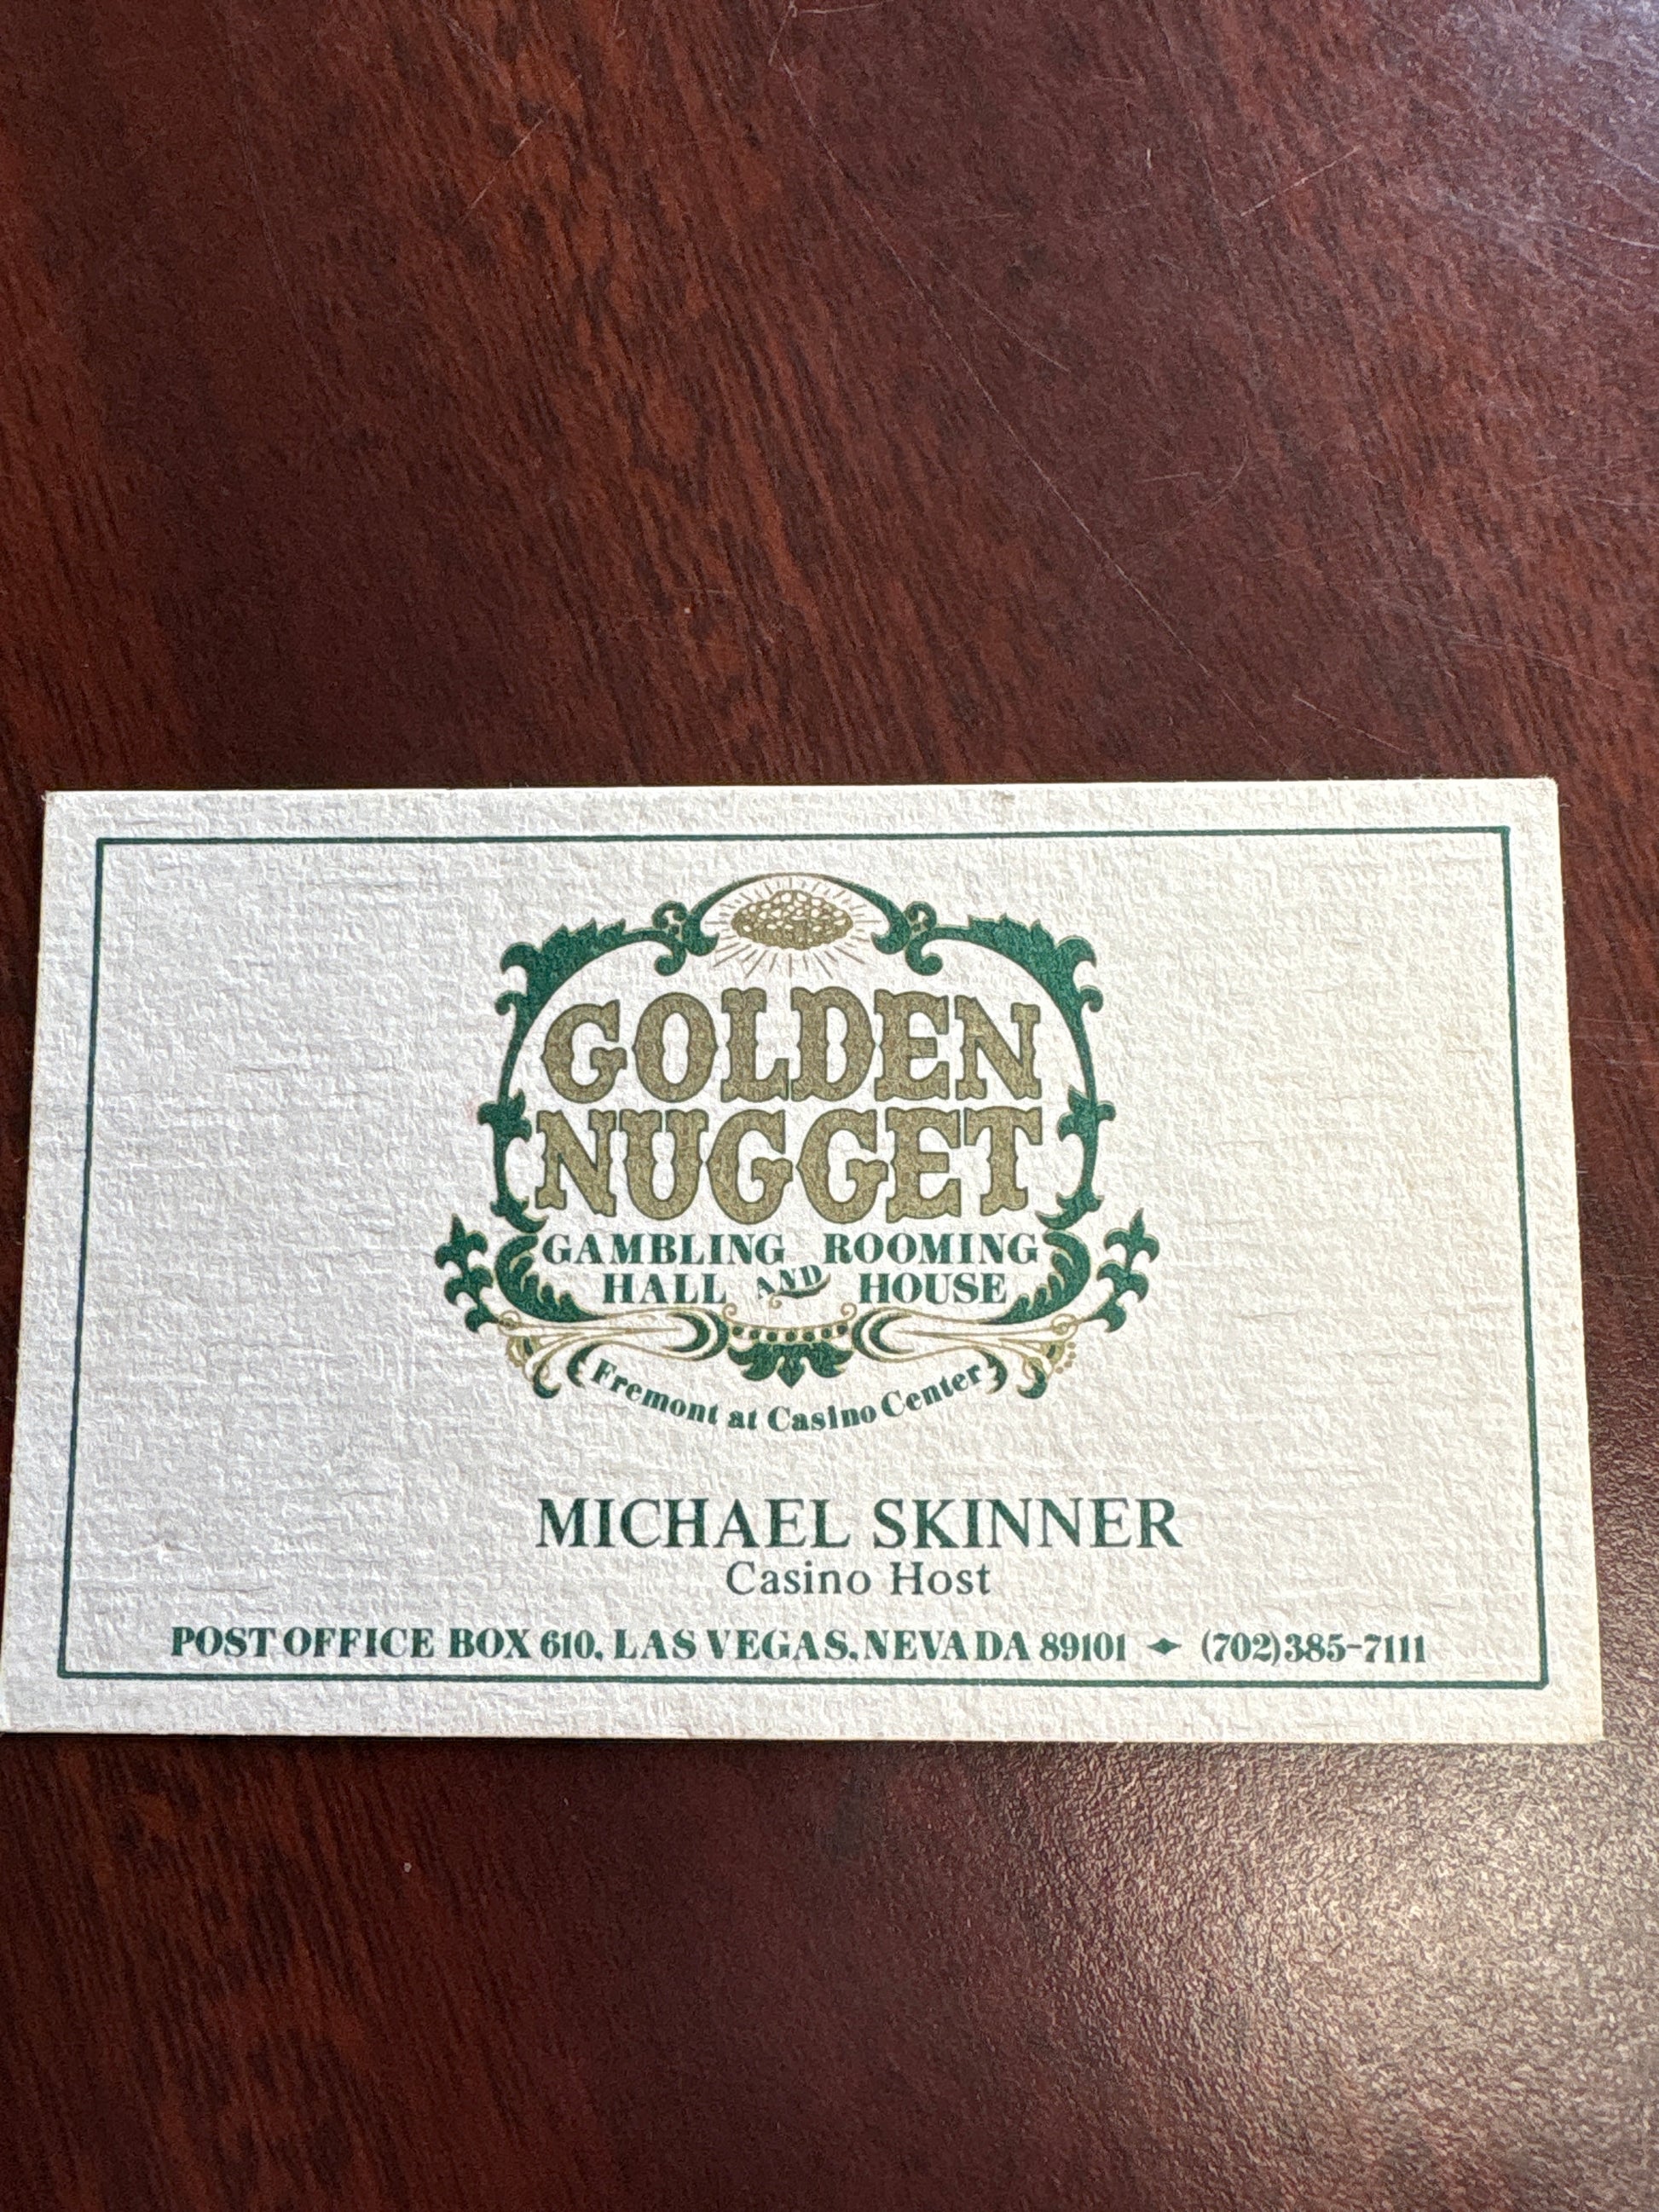 GOLDEN
NUGGET
GAMBLING ROOMING
HALL AND HOUSE
Fremont at Casino Center
MICHAEL SKINNER
Casino Host
POST OFFICE BOX 610, LAS VEGAS, NEVADA 89101 (702)385-7111